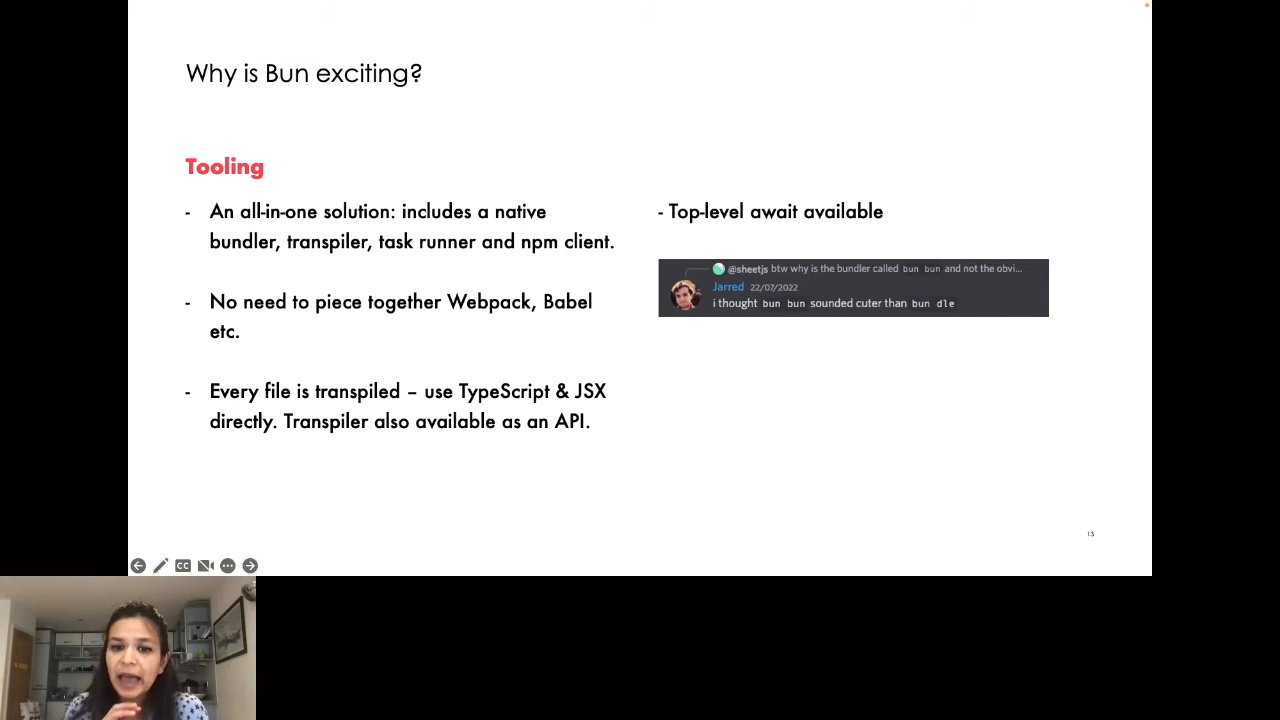 Why is Bun exciting?
Tooling
- An all-in-one solution: includes a native
bundler, transpiler, task runner and npm client.
- No need to piece together Webpack, Babel
etc.
- Every file is transpiled – use TypeScript & JSX
directly. Transpiler also available as an API.
- Top-level await available
@sheetjs btw why is the bundler called bun bun and not the obvi...
Jarred 22/07/2022
i thought bun bun sounded cuter than bun dle
13
CC